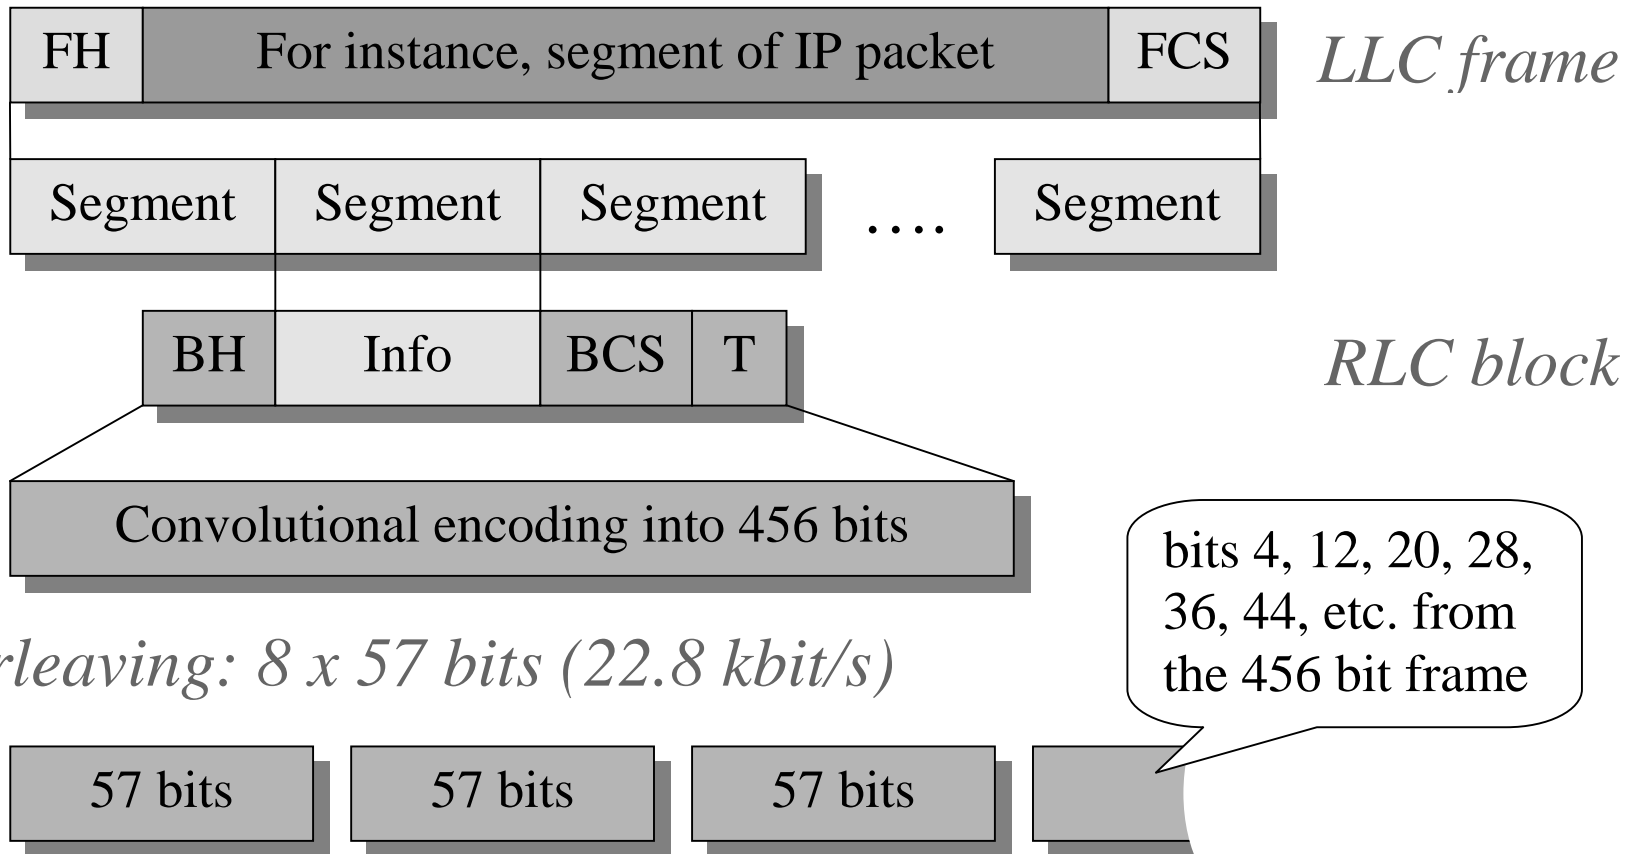 FH For instance, segment of IP packet FCS LLC frame
Segment Segment Segment .... Segment
BH Info BCS T RLC block
Convolutional encoding into 456 bits
bits 4, 12, 20, 28,
36, 44, etc. from
the 456 bit frame
rleaving: 8 x 57 bits (22.8 kbit/s)
57 bits 57 bits 57 bits